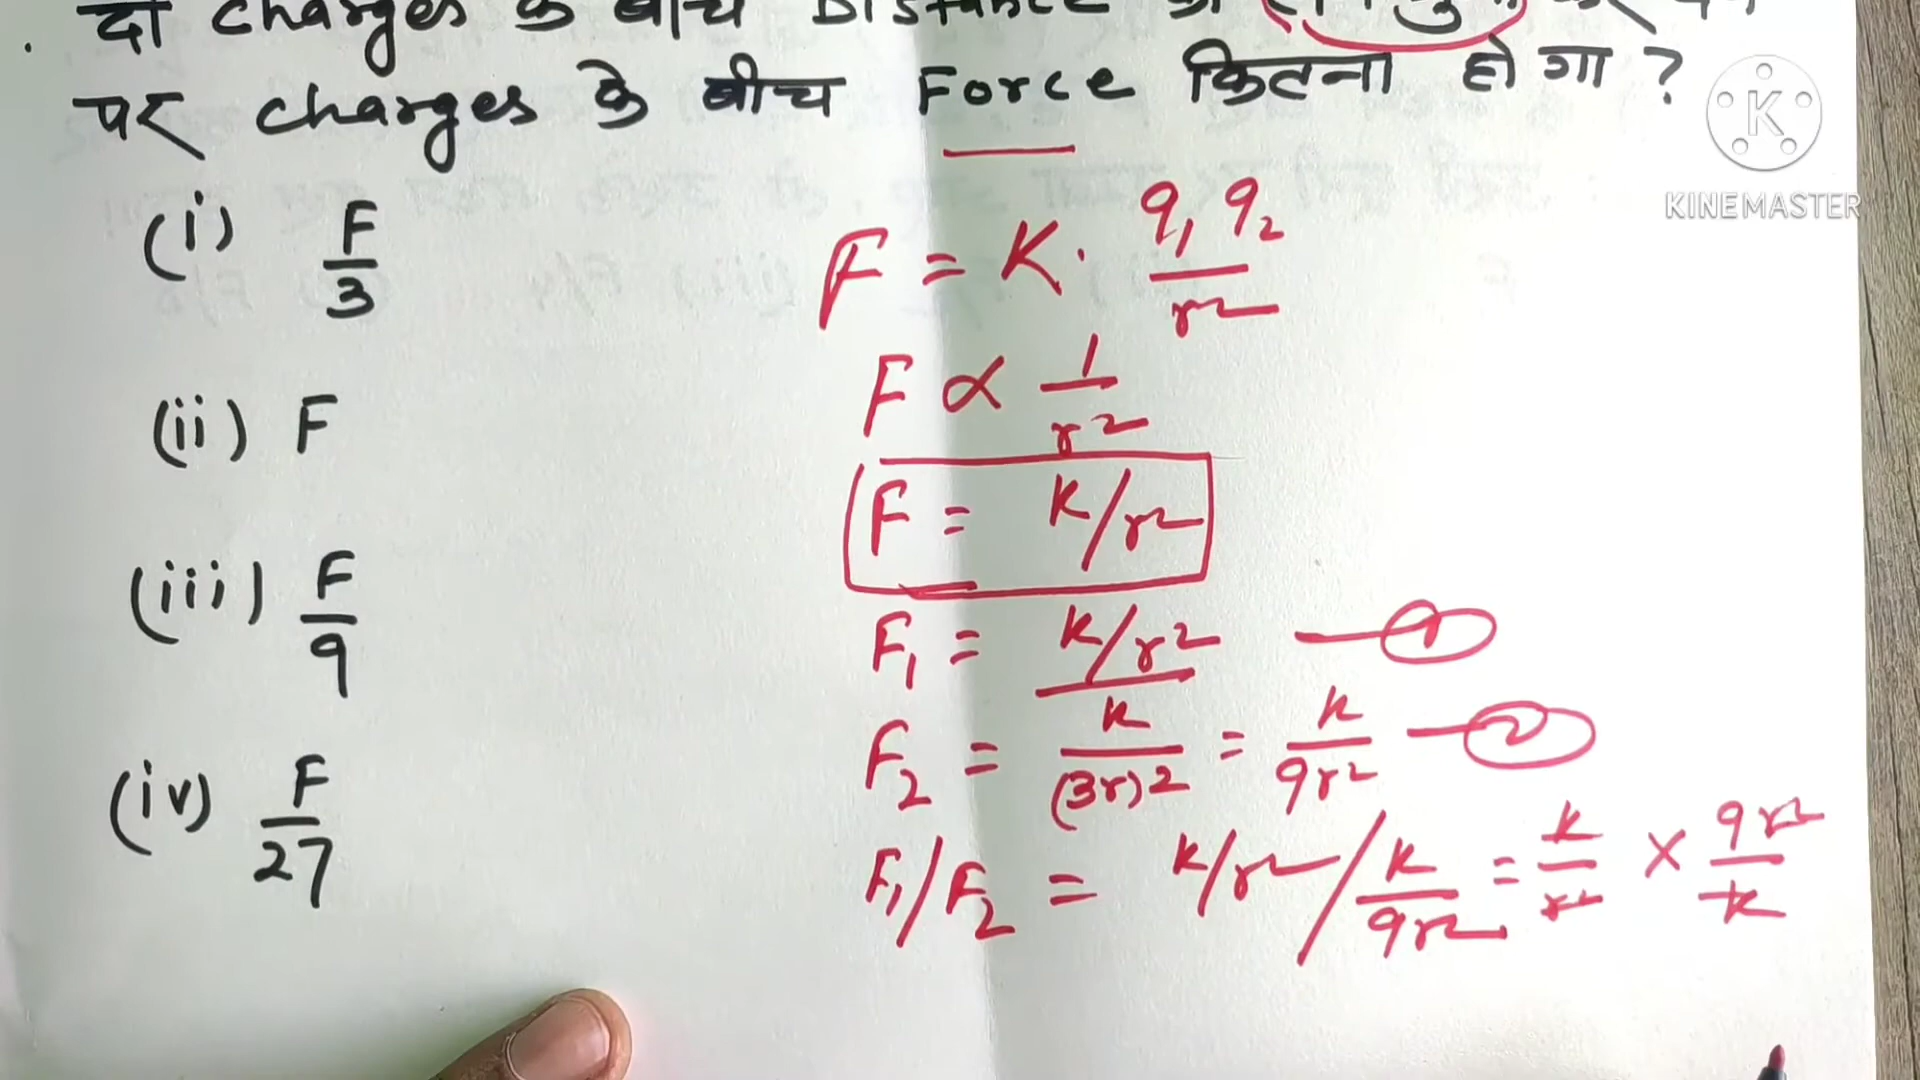 दो charges के बीच Distance को
पर charges के बीच Force कितना होगा ?
K
KINEMASTER
(i) F/3
(ii) F
(iii) F/9
(iv) F/27
F = K · q₁ q₂/r²
F ∝ 1/r²
F = K/r²
F₁ = K/r² — 1
F₂ = k/(3r)² = k/9r² — 2
F₁/F₂ = k/r² / k/9r² = k/r² × 9r²/k